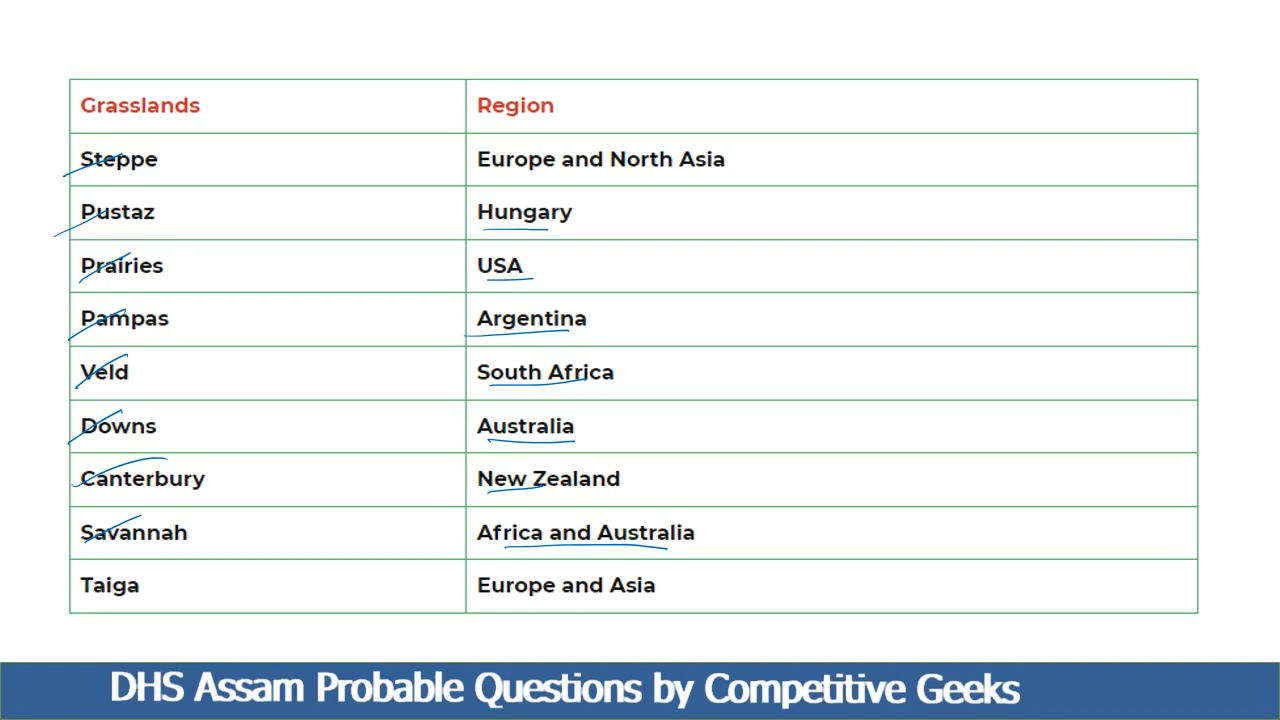 Grasslands Region
Steppe Europe and North Asia
Pustaz Hungary
Prairies USA
Pampas Argentina
Veld South Africa
Downs Australia
Canterbury New Zealand
Savannah Africa and Australia
Taiga Europe and Asia
DHS Assam Probable Questions by Competitive Geeks